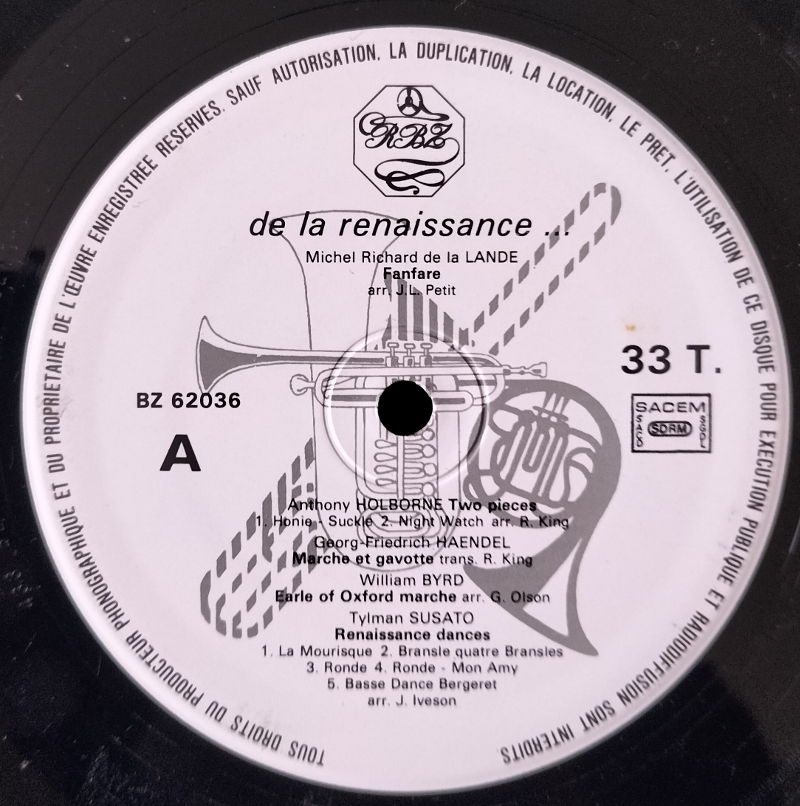 TOUS DROITS DU PRODUCTEUR PHONOGRAPHIQUE ET DU PROPRIETAIRE DE L'ŒUVRE ENREGISTREE RESERVES. SAUF AUTORISATION, LA DUPLICATION, LA LOCATION, LE PRET, L'UTILISATION DE CE DISQUE POUR EXECUTION PUBLIQUE ET RADIODIFFUSION SONT INTERDITS
RBZ
de la renaissance ...
Michel Richard de la LANDE
Fanfare
arr. J.L. Petit
33 T.
BZ 62036
SACEM
SACD SDRM SGDL
A
Anthony HOLBORNE Two pieces
1. Honie - Suckle 2. Night Watch arr. R. King
Georg-Friedrich HAENDEL
Marche et gavotte trans. R. King
William BYRD
Earle of Oxford marche arr. G. Olson
Tylman SUSATO
Renaissance dances
1. La Mourisque 2. Bransle quatre Bransles
3. Ronde 4. Ronde - Mon Amy
5. Basse Dance Bergeret
arr. J. Iveson